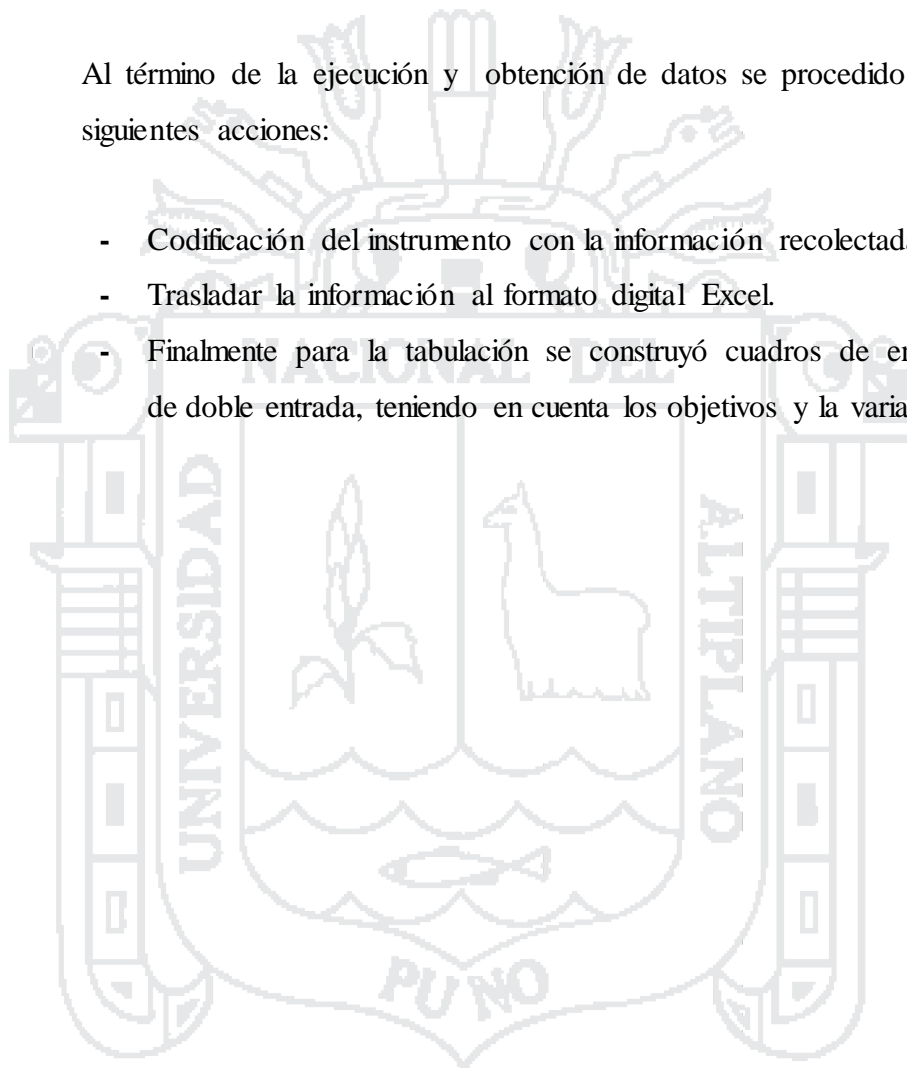 Al término de la ejecución y obtención de datos se procedido
siguientes acciones:
- Codificación del instrumento con la información recolectada
- Trasladar la información al formato digital Excel.
- Finalmente para la tabulación se construyó cuadros de
de doble entrada, teniendo en cuenta los objetivos y la
NACIONAL DEL
UNIVERSIDAD
ALTIPLANO
PUNO